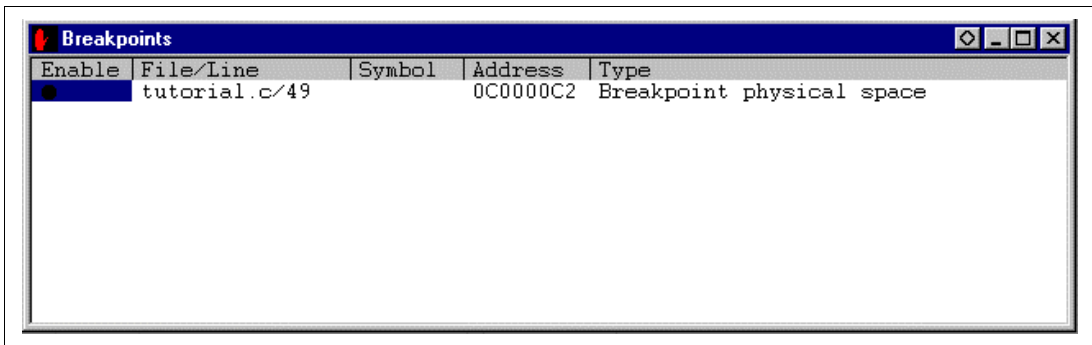 Breakpoints
Enable File/Line Symbol Address Type
tutorial.c/49 0C0000C2 Breakpoint physical space